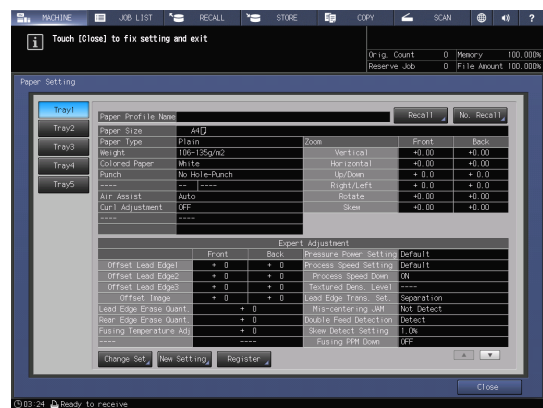 MACHINE JOB LIST RECALL STORE COPY SCAN ?
i Touch [Close] to fix setting and exit
Orig. Count 0 Memory 100.000%
Reserve Job 0 File Amount 100.000%
Paper Setting
Tray1
Tray2
Tray3
Tray4
Tray5
Paper Profile Name Recall No. Recall
Paper Size A4
Paper Type Plain Zoom Front Back
Weight 106-135g/m2 Vertical +0.00 +0.00
Colored Paper White Horizontal +0.00 +0.00
Punch No Hole-Punch Up/Down + 0.0 + 0.0
---- -- ---- Right/Left + 0.0 + 0.0
Air Assist Auto Rotate +0.00 +0.00
Curl Adjustment OFF Skew +0.00 +0.00
---- ----
Expert Adjustment
Front Back Pressure Power Setting Default
Offset Lead Edge1 + 0 + 0 Process Speed Setting Default
Offset Lead Edge2 + 0 + 0 Process Speed Down ON
Offset Lead Edge3 + 0 + 0 Textured Dens. Level ----
Offset Image + 0 + 0 Lead Edge Trans. Set. Separation
Lead Edge Erase Quant. + 0 Mis-centering JAM Not Detect
Rear Edge Erase Quant. + 0 Double Feed Detection Detect
Fusing Temperature Adj + 0 Skew Detect Setting 1.0%
---- ---- Fusing PPM Down OFF
Change Set New Setting Register
Close
03:24 Ready to receive